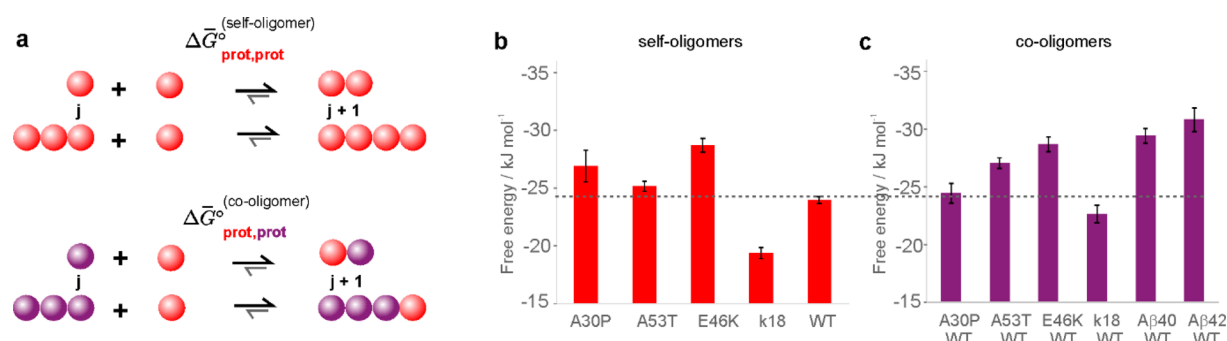 a
ΔG̅°(self-oligomer)
prot,prot
+
j
j + 1
+
ΔG̅°(co-oligomer)
prot,prot
+
j
j + 1
+
b
self-oligomers
Free energy / kJ mol⁻¹
-35
-30
-25
-20
-15
A30P A53T E46K k18 WT
c
co-oligomers
Free energy / kJ mol⁻¹
-35
-30
-25
-20
-15
A30P A53T E46K k18 Aβ40 Aβ42
WT WT WT WT WT WT